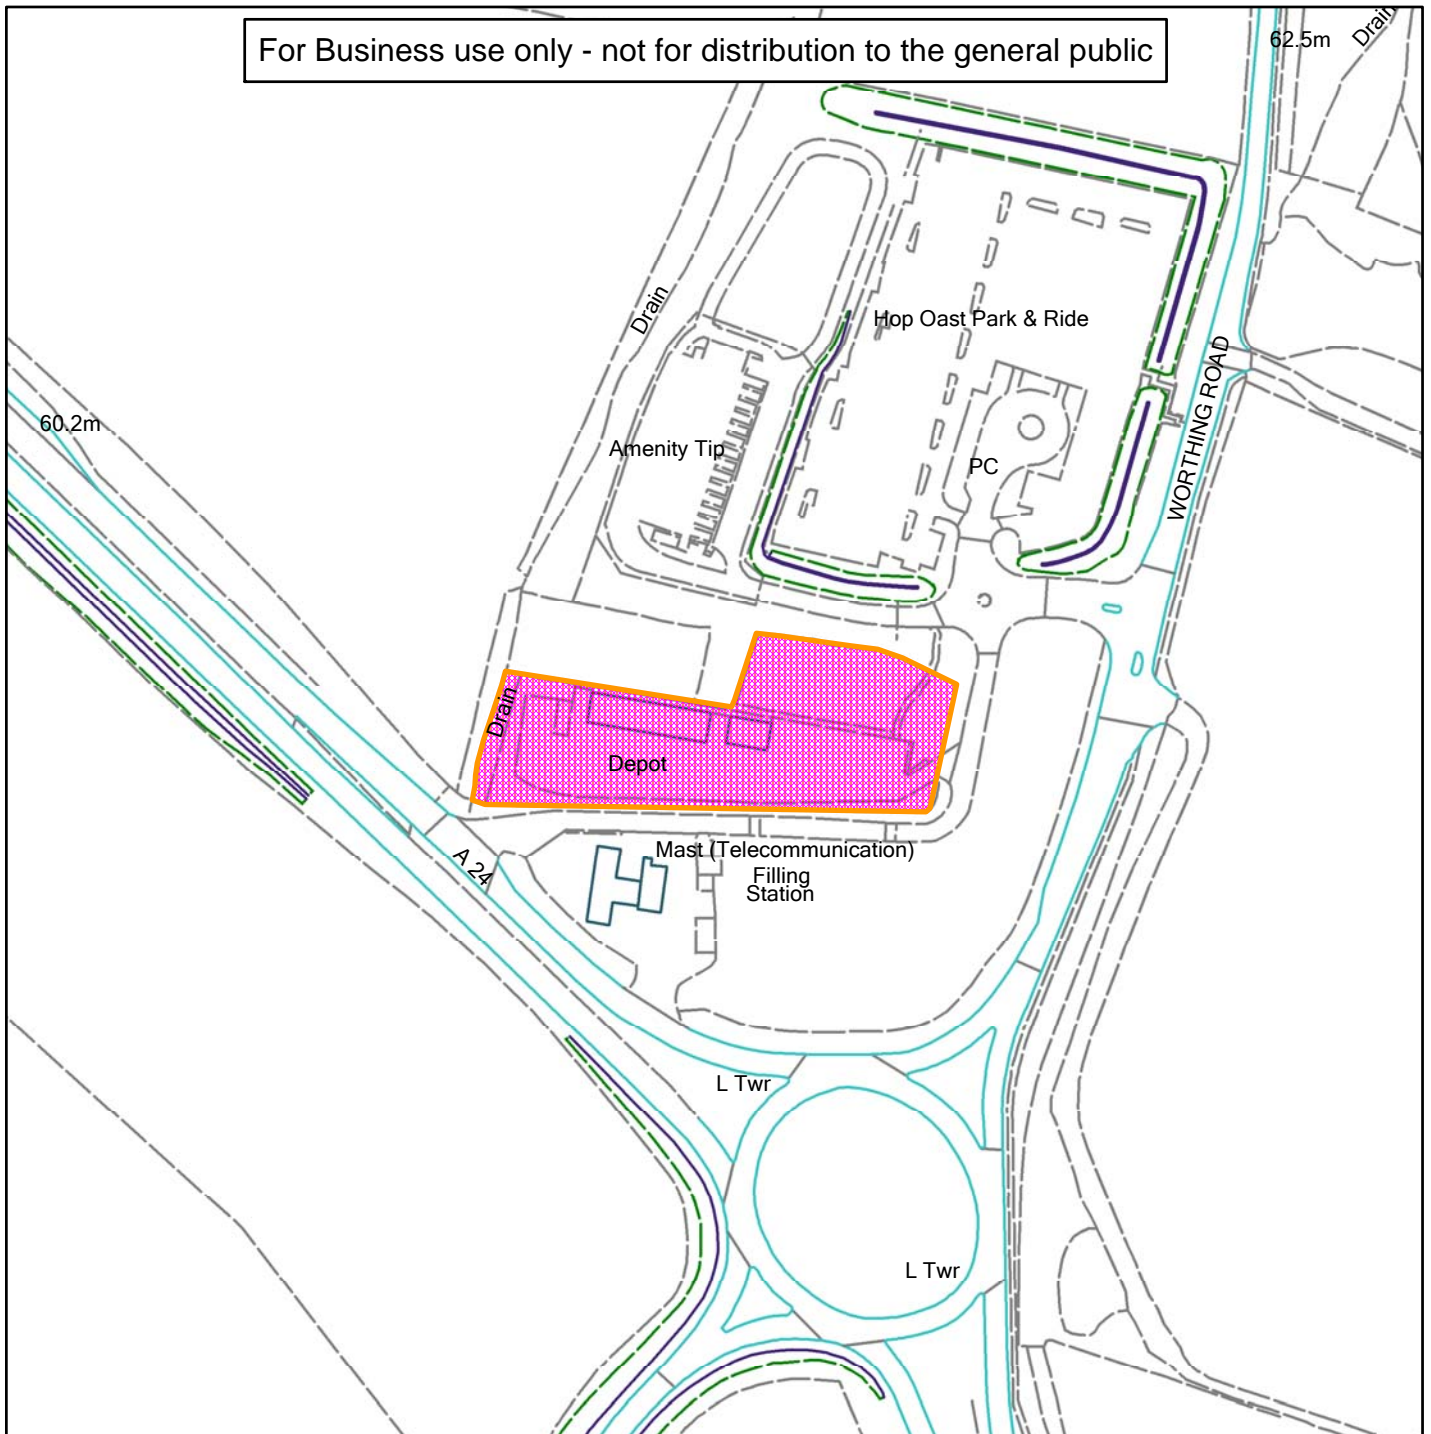 For Business use only - not for distribution to the general public
62.5m
Drain
Drain
Hop Oast Park & Ride
WORTHING ROAD
60.2m
Amenity Tip
PC
Drain
Depot
Mast (Telecommunication)
A 24
Filling
Station
L Twr
L Twr